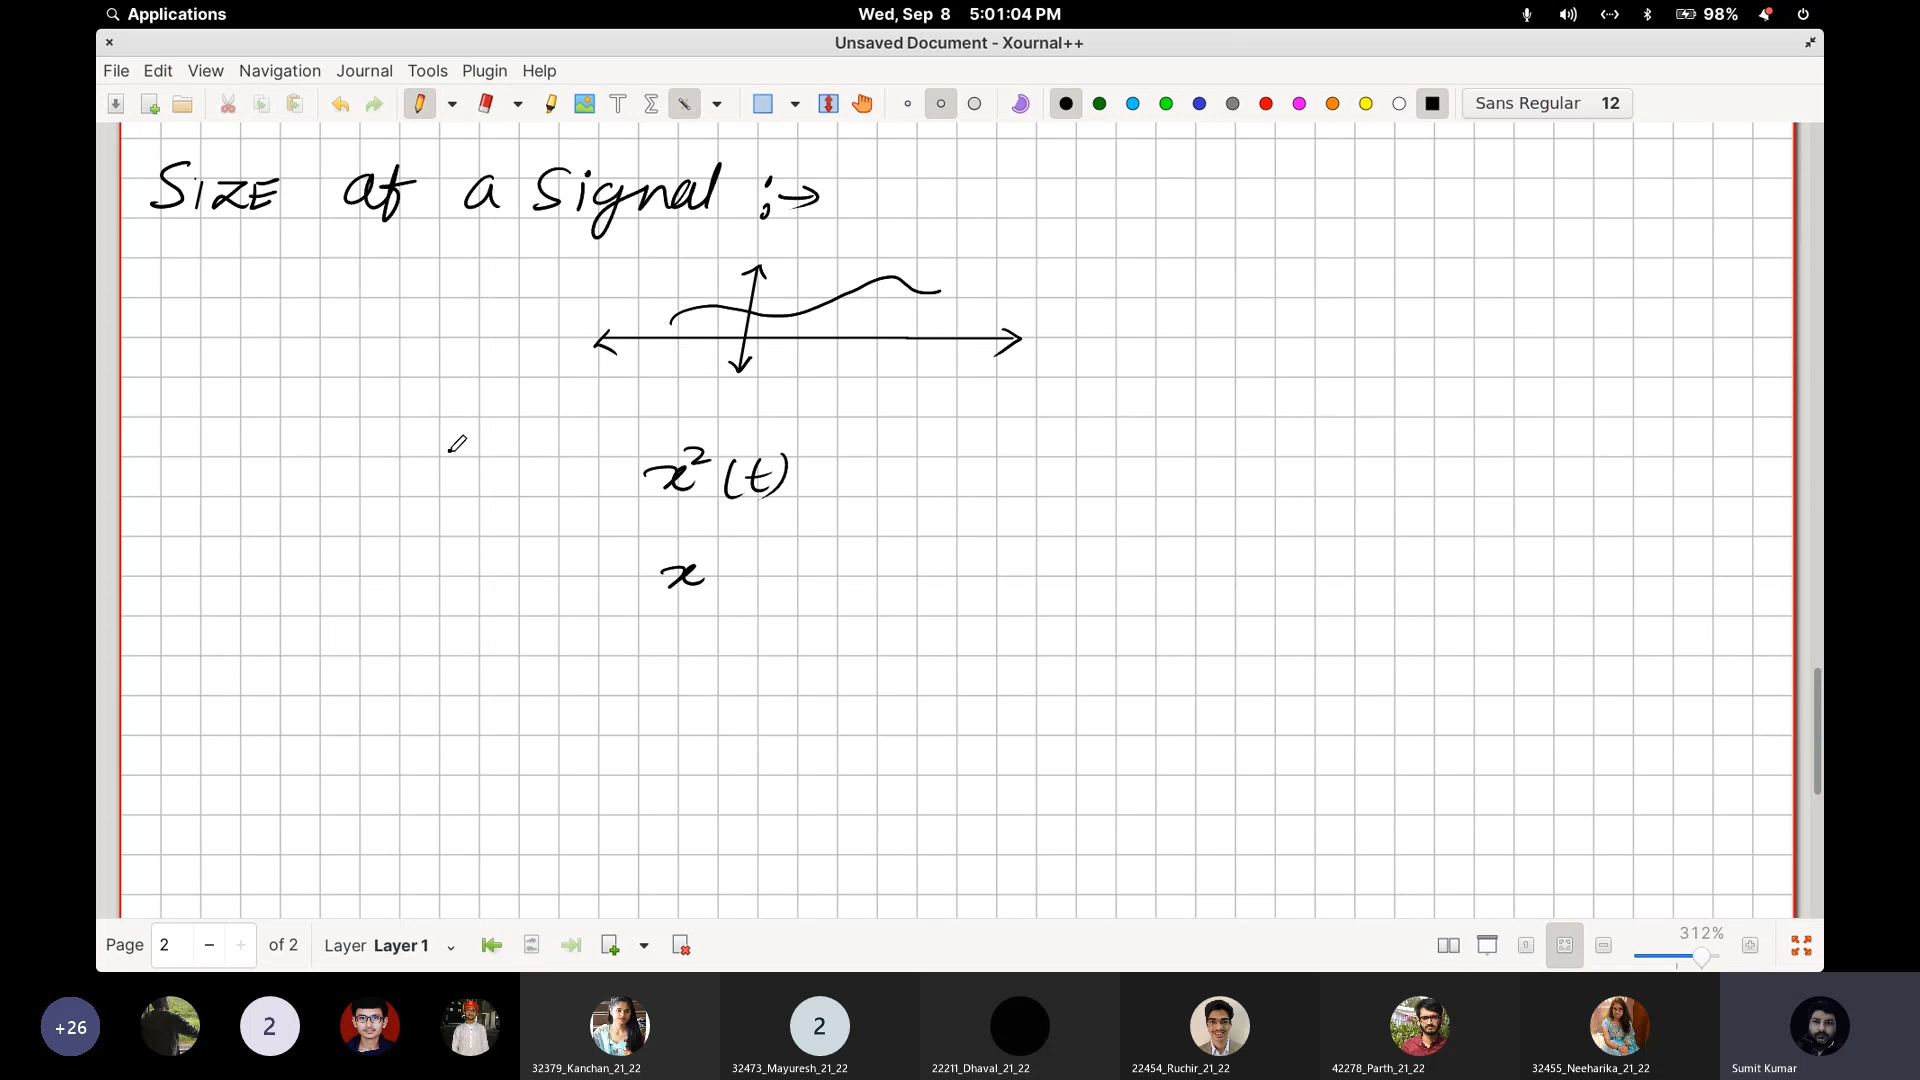 Applications
Wed, Sep 8 5:01:04 PM
98%
Unsaved Document - Xournal++
File Edit View Navigation Journal Tools Plugin Help
Sans Regular 12
SIZE of a Signal :→
x²(t)
x
Page 2 of 2 Layer Layer 1
312%
+26
2
2
32379_Kanchan_21_22
32473_Mayuresh_21_22
22211_Dhaval_21_22
22454_Ruchir_21_22
42278_Parth_21_22
32455_Neeharika_21_22
Sumit Kumar